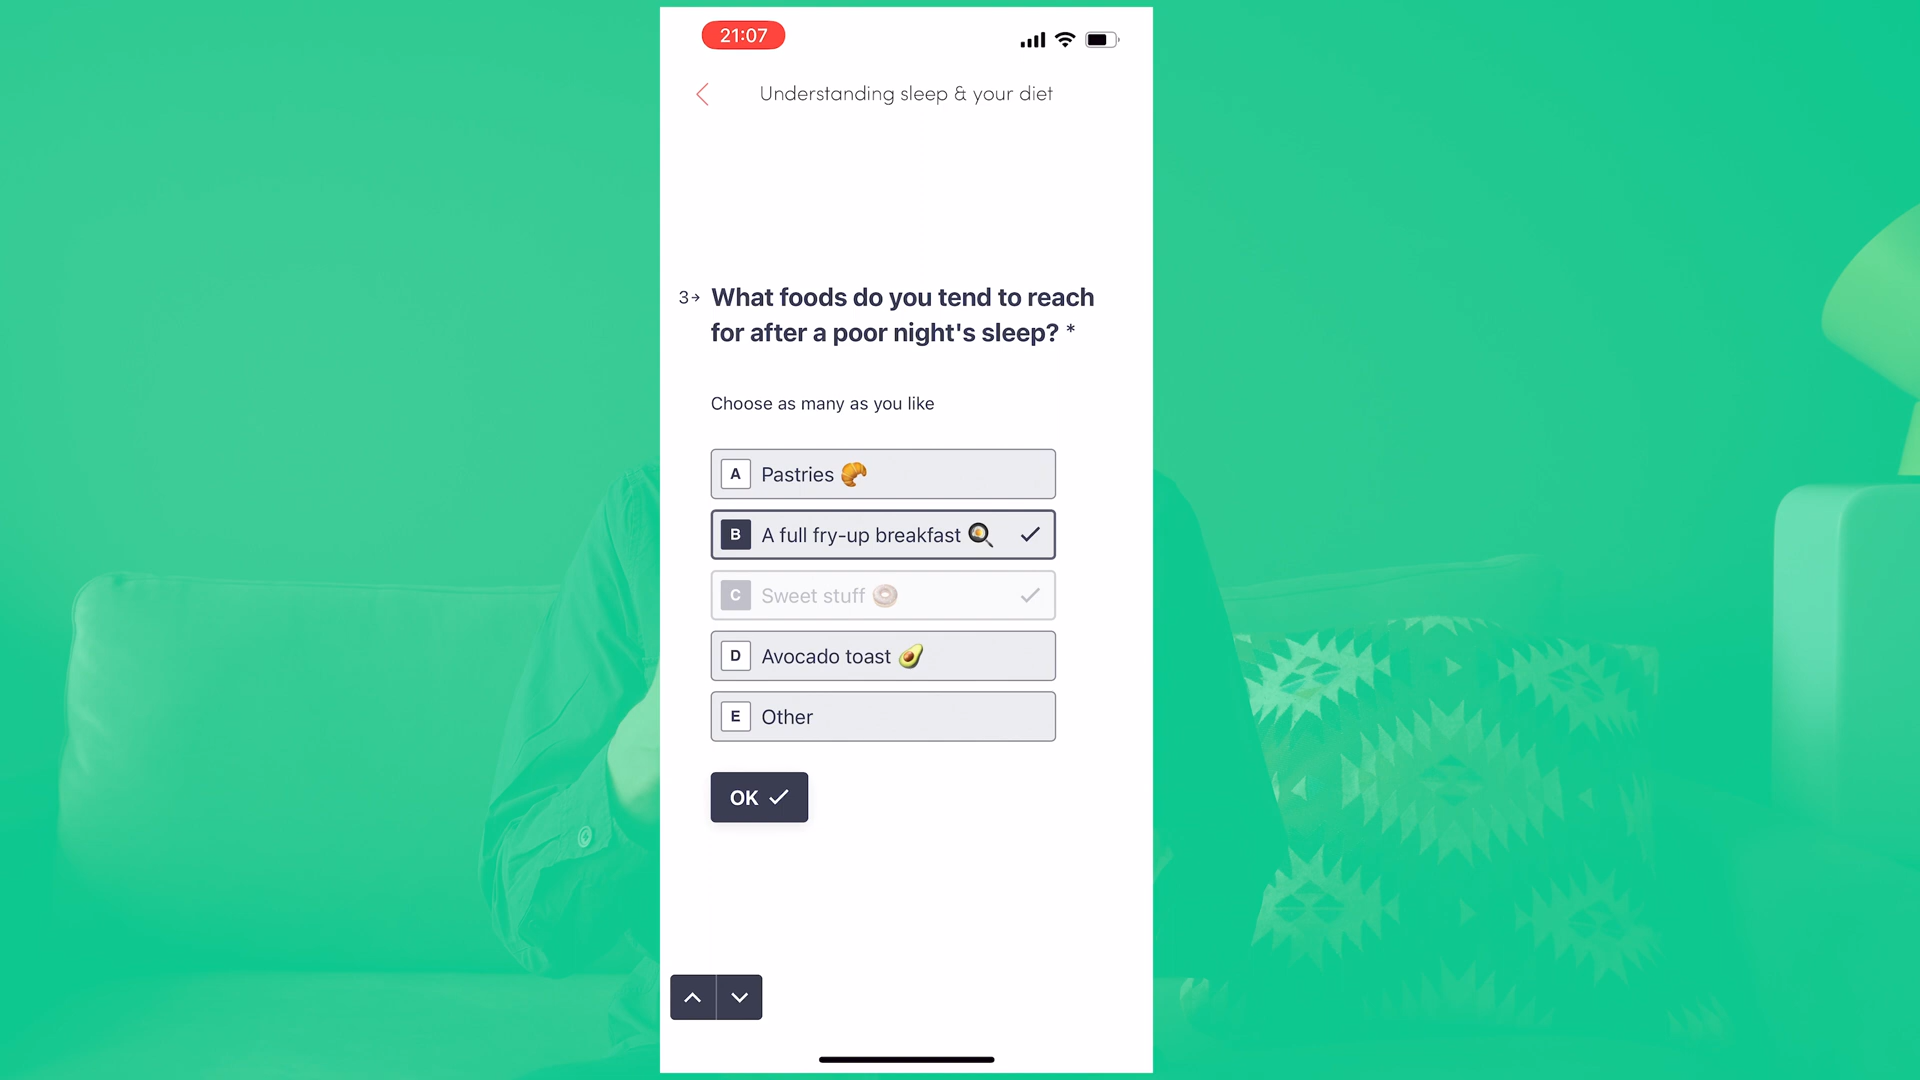 21:07
Understanding sleep & your diet
3→ What foods do you tend to reach
for after a poor night's sleep? *
Choose as many as you like
A Pastries 🥐
B A full fry-up breakfast 🍳
C Sweet stuff 🍩
D Avocado toast 🥑
E Other
OK